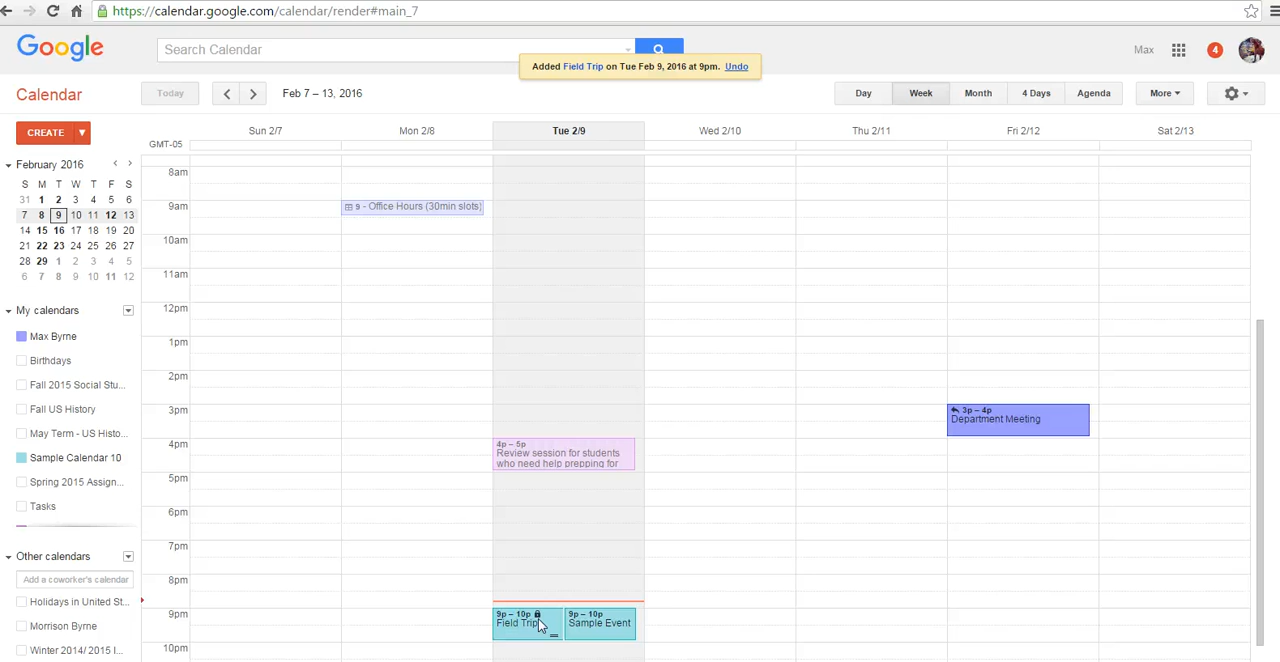 https://calendar.google.com/calendar/render#main_7
Google
Search Calendar
Added Field Trip on Tue Feb 9, 2016 at 9pm. Undo
Max
4
Calendar
Today
Feb 7 – 13, 2016
Day
Week
Month
4 Days
Agenda
More
CREATE
Sun 2/7
Mon 2/8
Tue 2/9
Wed 2/10
Thu 2/11
Fri 2/12
Sat 2/13
GMT-05
February 2016
S M T W T F S
31 1 2 3 4 5 6
7 8 9 10 11 12 13
14 15 16 17 18 19 20
21 22 23 24 25 26 27
28 29 1 2 3 4 5
6 7 8 9 10 11 12
My calendars
Max Byrne
Birthdays
Fall 2015 Social Stu...
Fall US History
May Term - US Histo...
Sample Calendar 10
Spring 2015 Assign...
Tasks
Other calendars
Add a coworker's calendar
Holidays in United St...
Morrison Byrne
Winter 2014/ 2015 I...
8am
9am
10am
11am
12pm
1pm
2pm
3pm
4pm
5pm
6pm
7pm
8pm
9pm
10pm
9 - Office Hours (30min slots)
4p – 5p
Review session for students
who need help prepping for
3p – 4p
Department Meeting
9p – 10p
Field Trip
9p – 10p
Sample Event